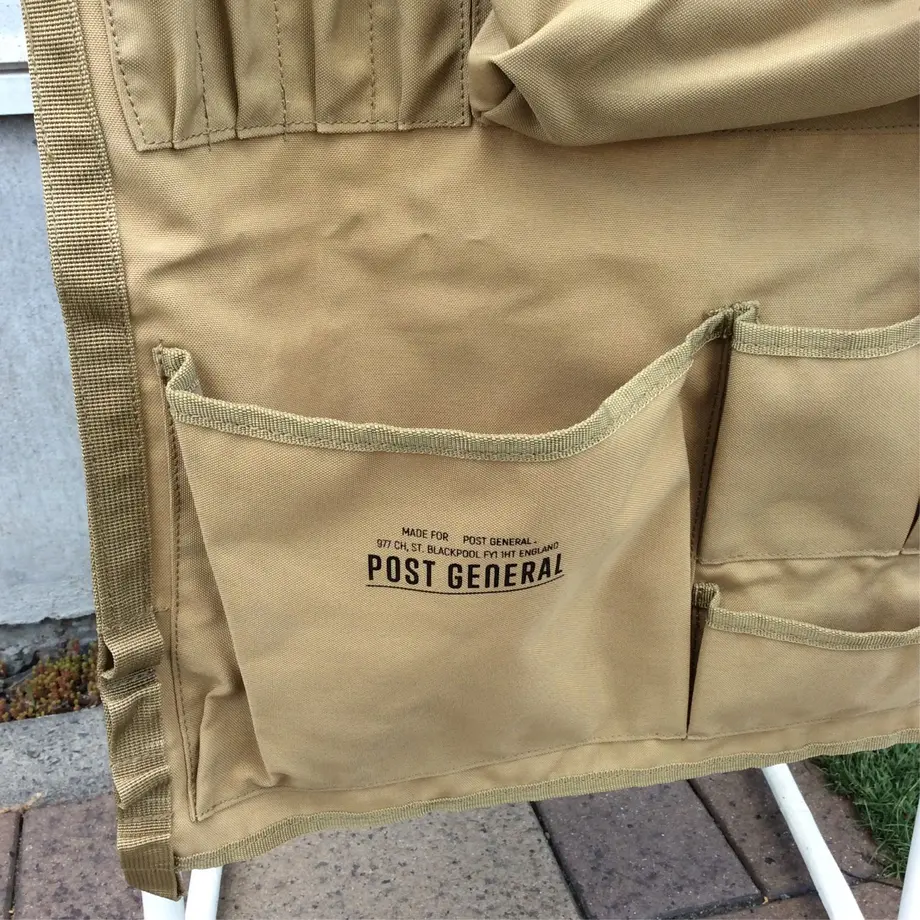 MADE FOR POST GENERAL.
977 CH, ST. BLACKPOOL FY1 1HT ENGLAND
POST GENERAL